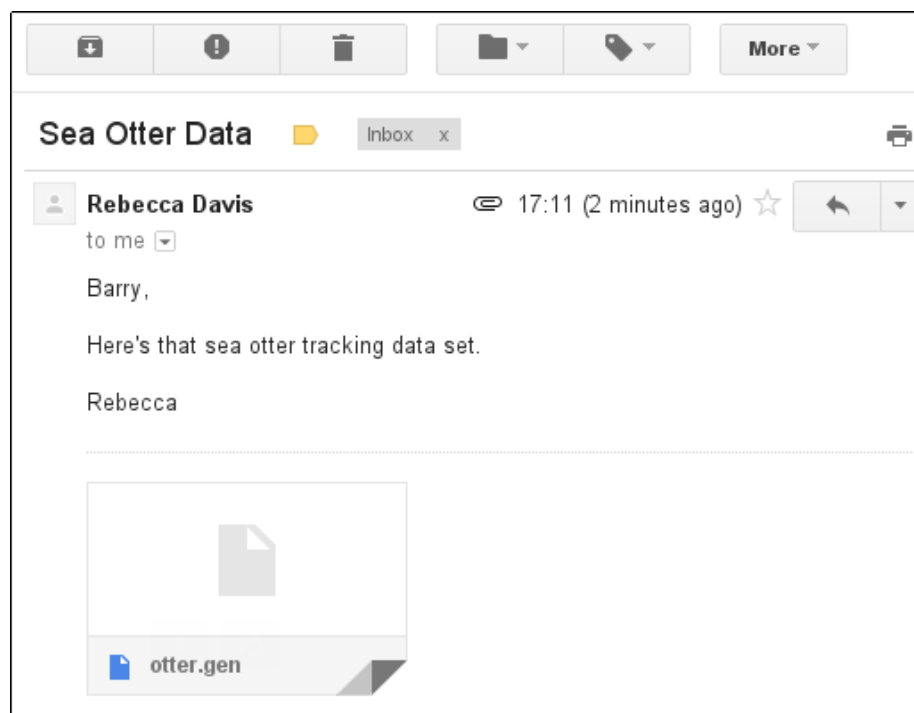 More
Sea Otter Data Inbox x
Rebecca Davis 17:11 (2 minutes ago)
to me
Barry,
Here's that sea otter tracking data set.
Rebecca
otter.gen